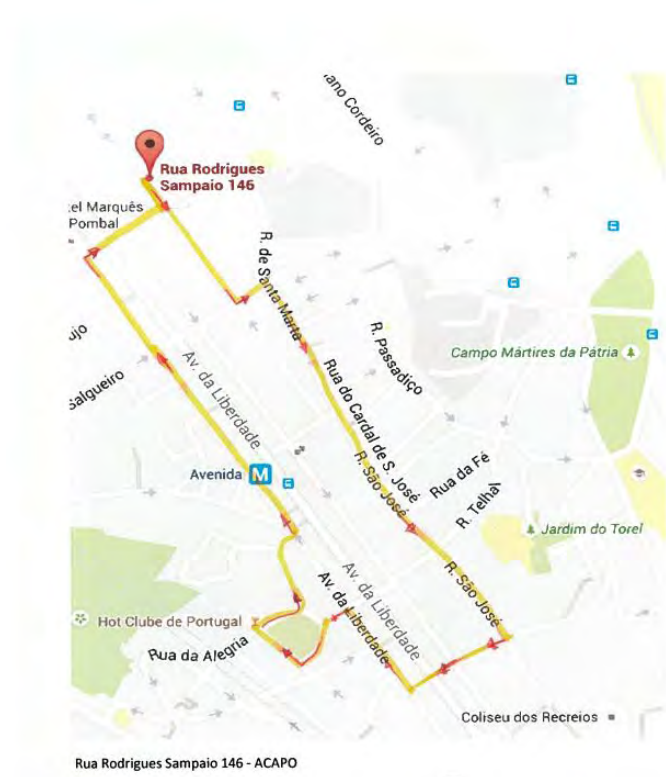 ano Cordeiro
Rua Rodrigues
Sampaio 146
el Marquês
Pombal
R. de Santa Marta
R. Passadiço
Campo Mártires da Pátria
ujo
Salgueiro
Av. da Liberdade
Rua do Cardal de S. José
R. São José
Rua da Fé
R. Telhal
Avenida M
Jardim do Torel
Av. da Liberdade
Av. da Liberdade
R. São José
Hot Clube de Portugal
Rua da Alegria
Coliseu dos Recreios
Rua Rodrigues Sampaio 146 - ACAPO